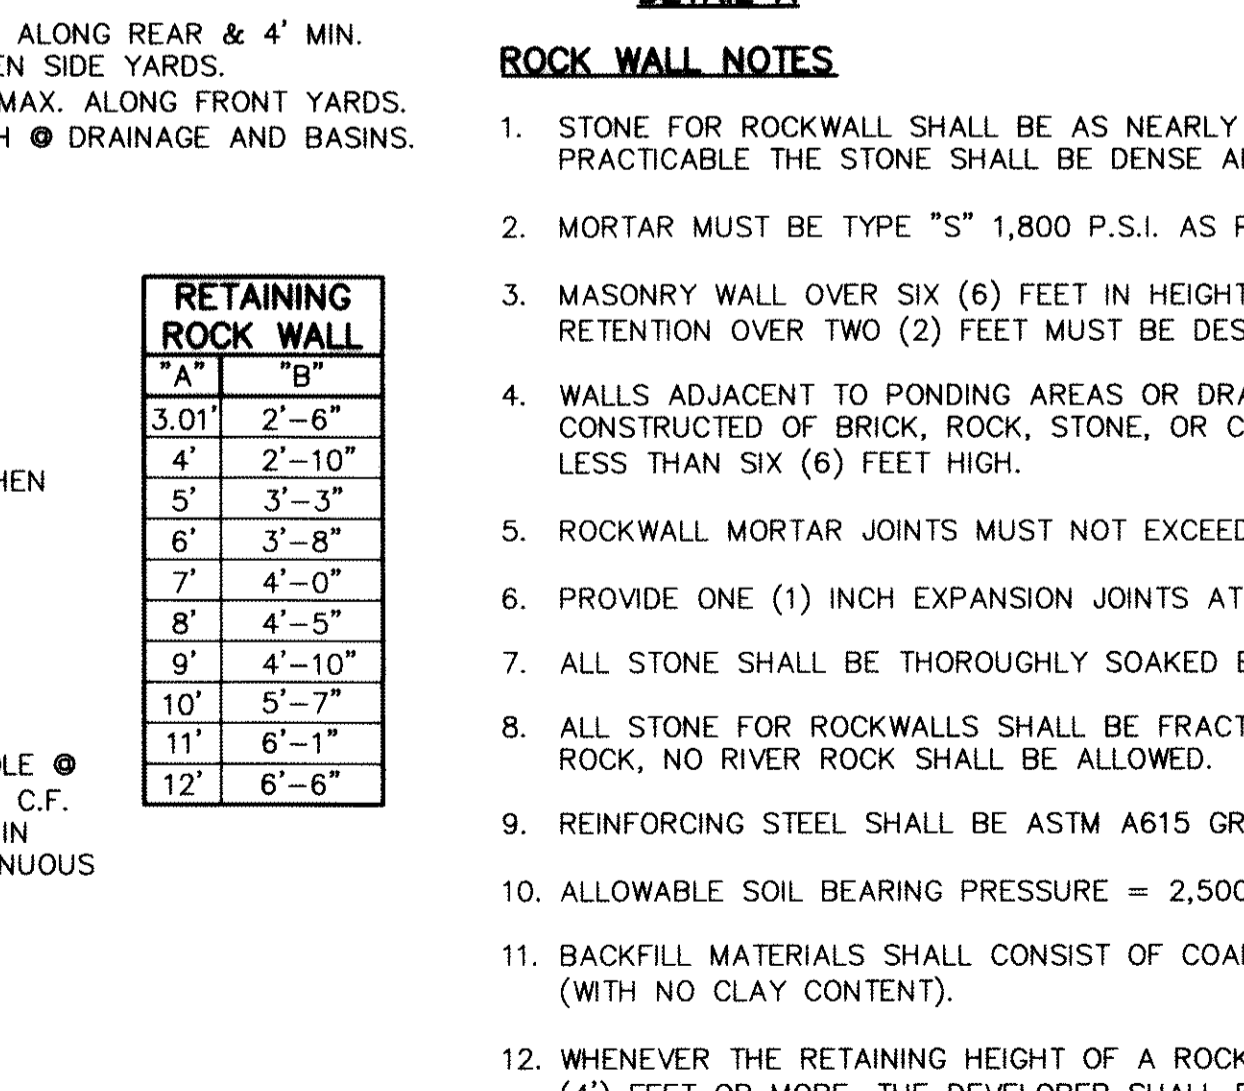 ALONG REAR & 4' MIN.
EN SIDE YARDS.
MAX. ALONG FRONT YARDS.
H @ DRAINAGE AND BASINS.
RETAINING
ROCK WALL
"A" "B"
3.01' 2'-6"
4' 2'-10"
5' 3'-3"
6' 3'-8"
7' 4'-0"
8' 4'-5"
9' 4'-10"
10' 5'-7"
11' 6'-1"
12' 6'-6"
HEN
OLE @
C.F.
IN
NUOUS
ROCK WALL NOTES
1. STONE FOR ROCKWALL SHALL BE AS NEARLY
PRACTICABLE THE STONE SHALL BE DENSE
2. MORTAR MUST BE TYPE "S" 1,800 P.S.I. AS
3. MASONRY WALL OVER SIX (6) FEET IN HEIGHT
RETENTION OVER TWO (2) FEET MUST BE DES
4. WALLS ADJACENT TO PONDING AREAS OR DRA
CONSTRUCTED OF BRICK, ROCK, STONE, OR C
LESS THAN SIX (6) FEET HIGH.
5. ROCKWALL MORTAR JOINTS MUST NOT EXCEED
6. PROVIDE ONE (1) INCH EXPANSION JOINTS AT
7. ALL STONE SHALL BE THOROUGHLY SOAKED
8. ALL STONE FOR ROCKWALLS SHALL BE FRACT
ROCK, NO RIVER ROCK SHALL BE ALLOWED.
9. REINFORCING STEEL SHALL BE ASTM A615 GR
10. ALLOWABLE SOIL BEARING PRESSURE = 2,500
11. BACKFILL MATERIALS SHALL CONSIST OF COA
(WITH NO CLAY CONTENT).
12. WHENEVER THE RETAINING HEIGHT OF A ROCK
(4') FEET OR MORE, THE DEVELOPER SHALL